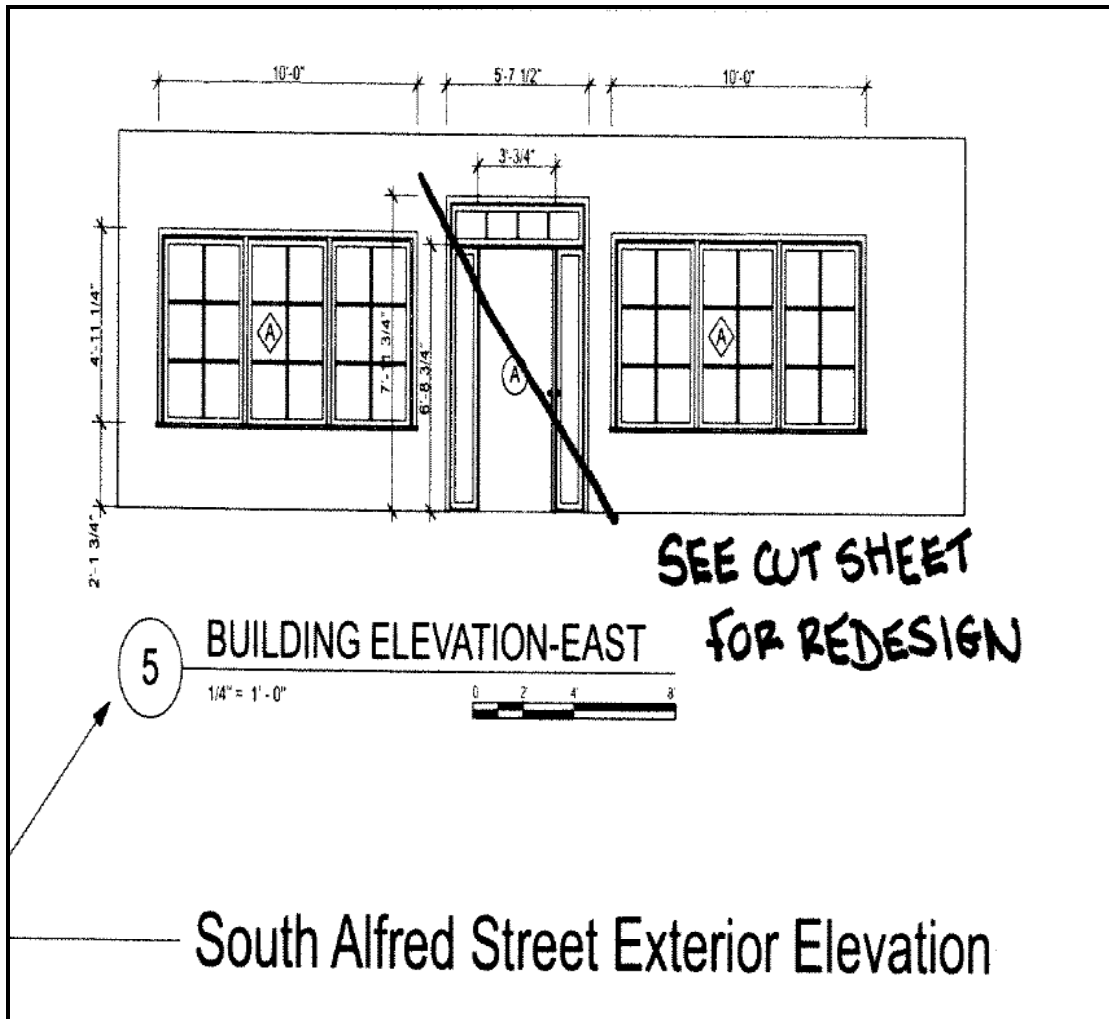 10'-0"
5'-7 1/2"
10'-0"
3'-3/4"
4'-11 1/4"
7'-11 3/4"
6'-8 3/4"
2'-1 3/4"
A
A
A
SEE CUT SHEET
FOR REDESIGN
5
BUILDING ELEVATION-EAST
1/4" = 1'-0"
0 2' 4' 8'
South Alfred Street Exterior Elevation